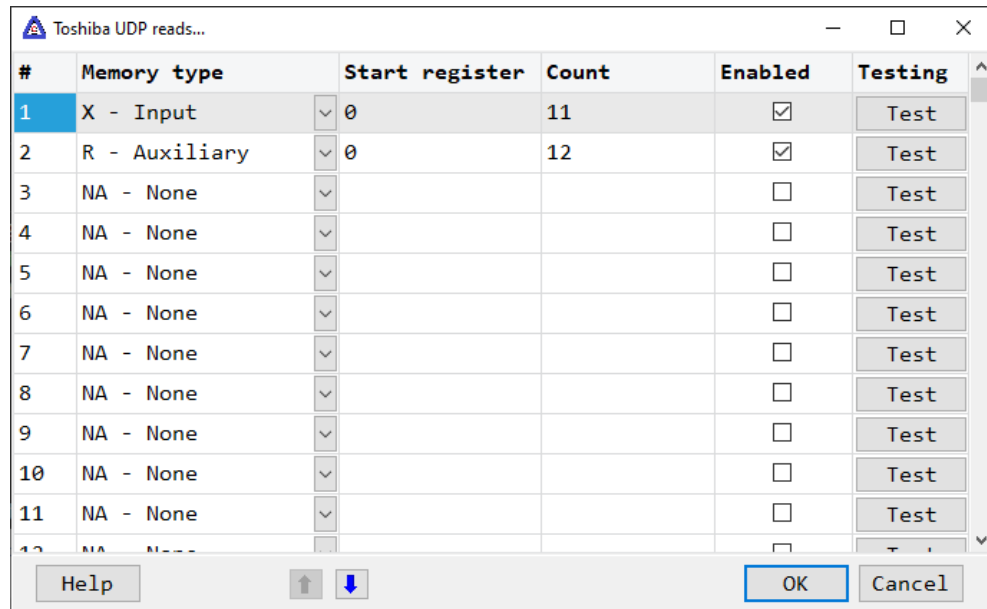 Toshiba UDP reads...
# Memory type Start register Count Enabled Testing
1 X - Input 0 11 Test
2 R - Auxiliary 0 12 Test
3 NA - None Test
4 NA - None Test
5 NA - None Test
6 NA - None Test
7 NA - None Test
8 NA - None Test
9 NA - None Test
10 NA - None Test
11 NA - None Test
Help OK Cancel